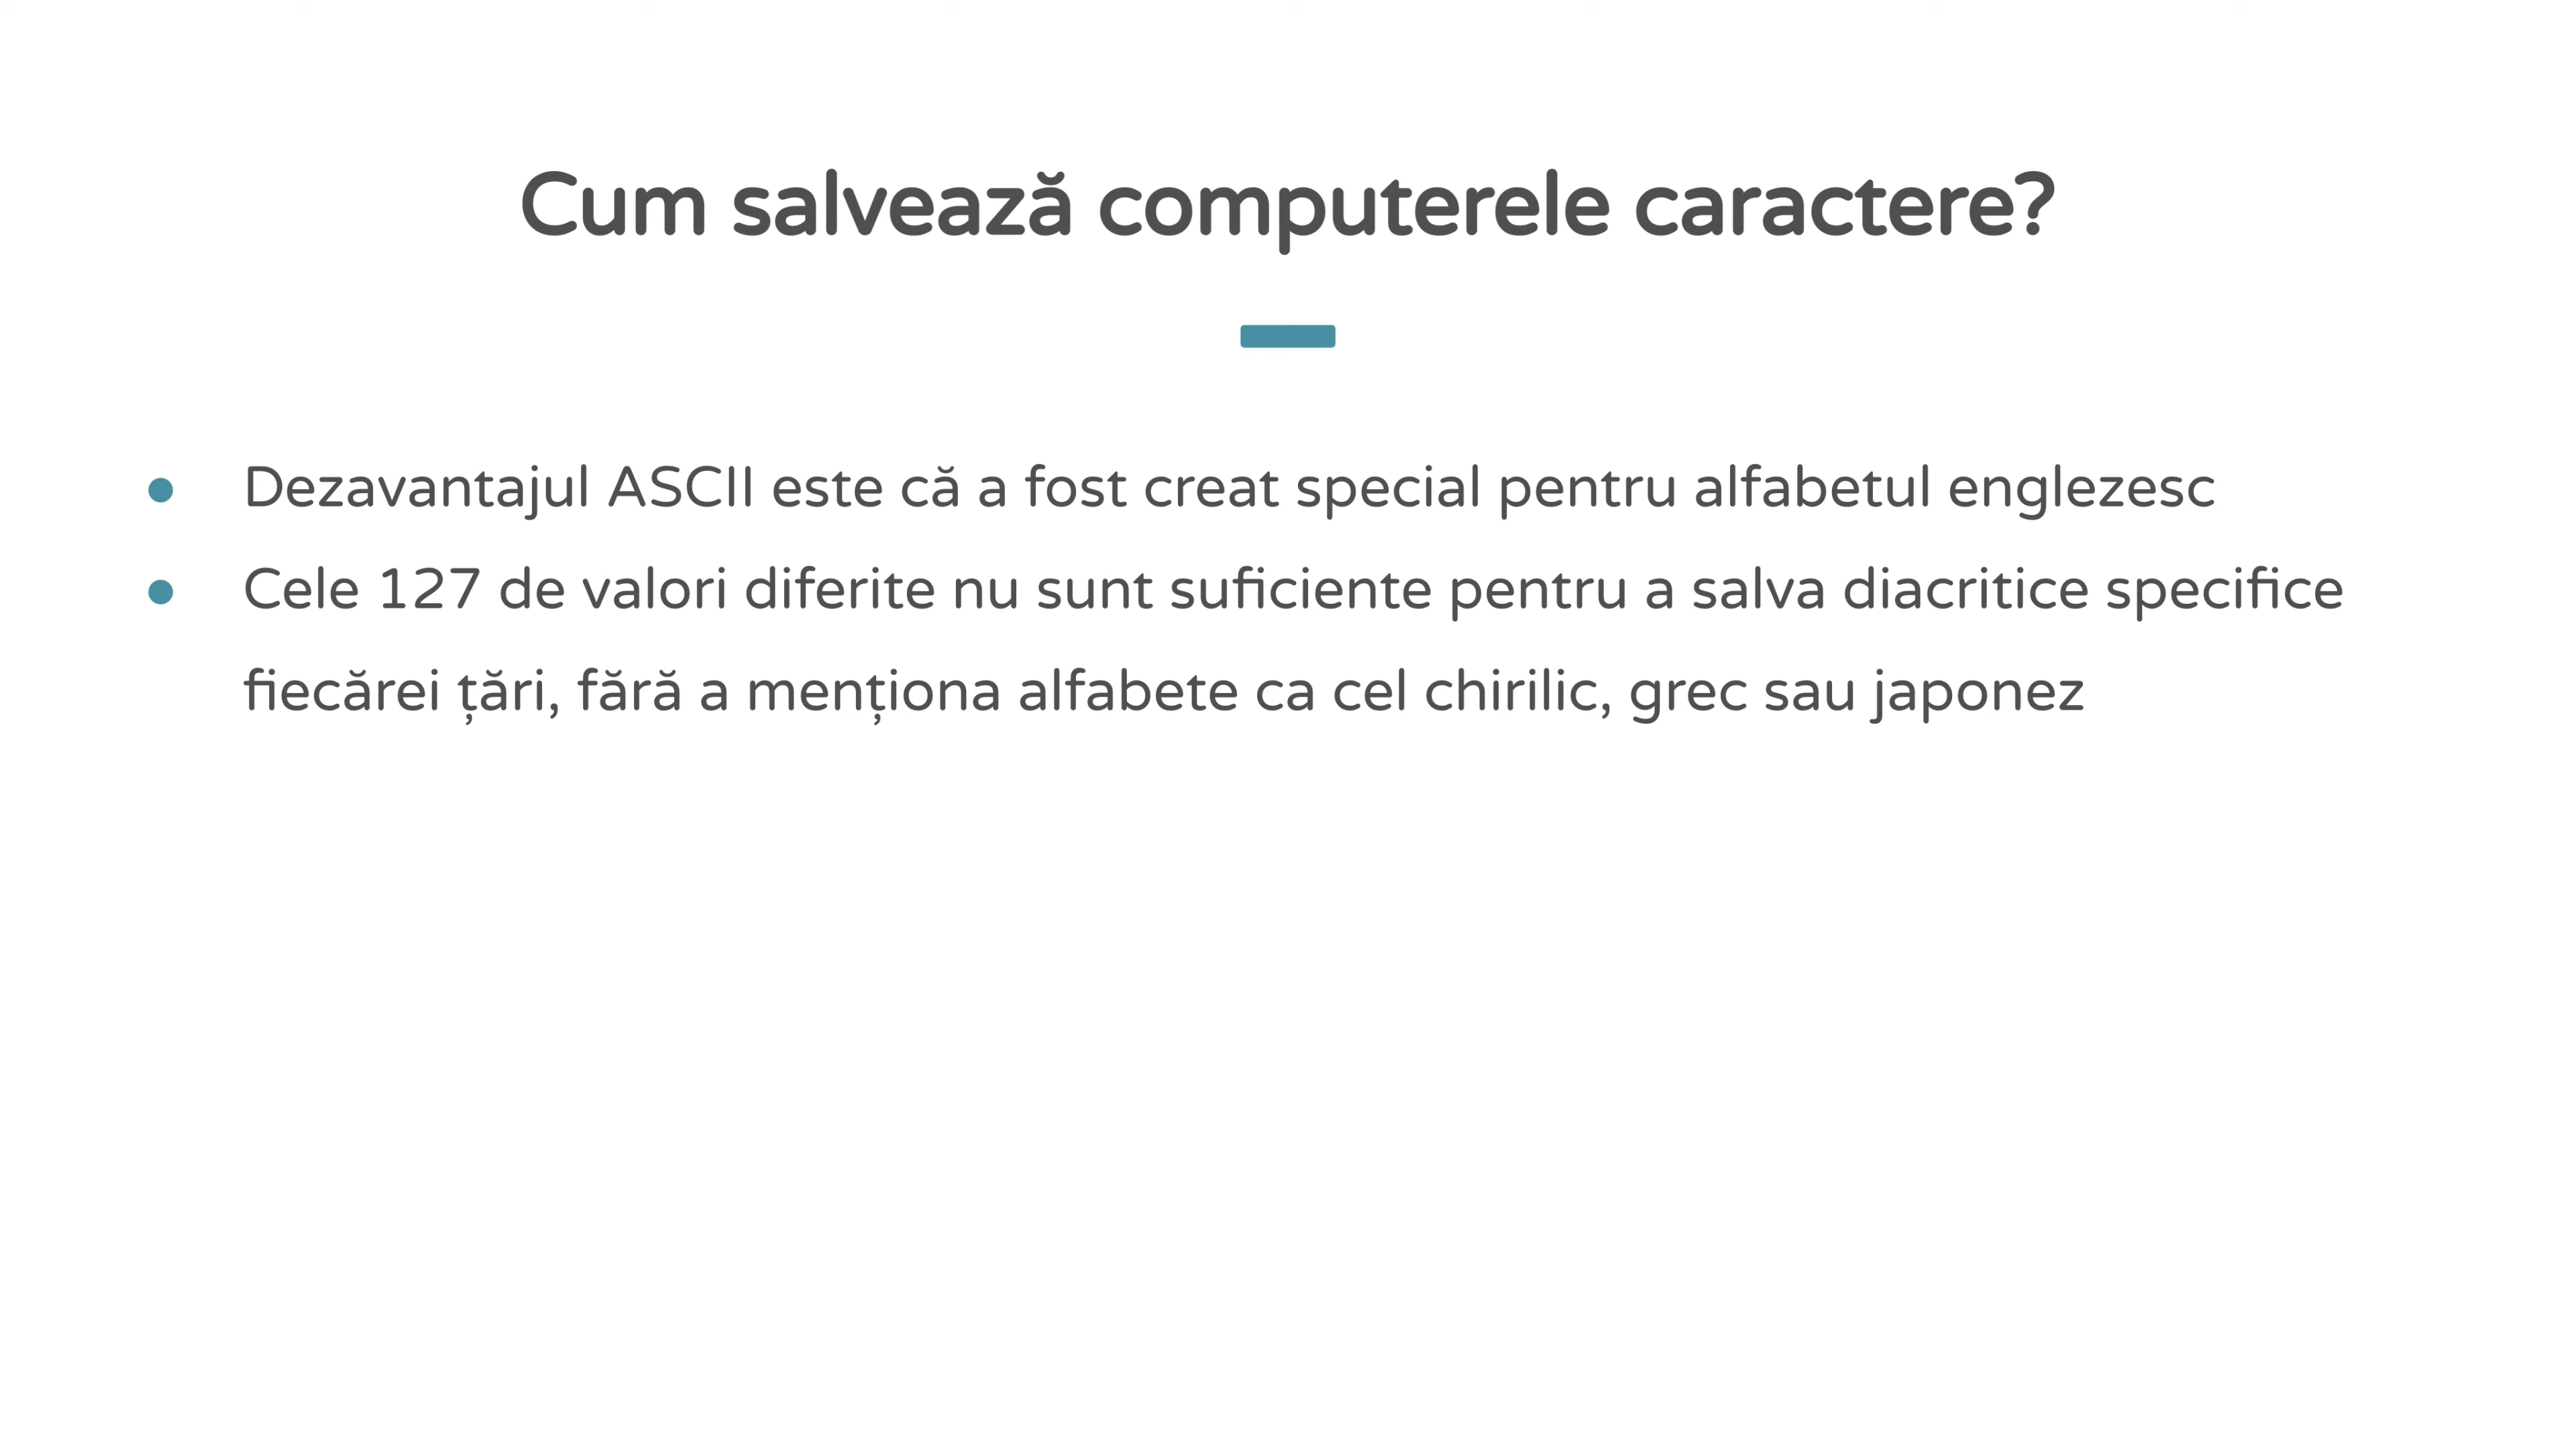 Cum salvează computerele caractere?
Dezavantajul ASCII este că a fost creat special pentru alfabetul englezesc
Cele 127 de valori diferite nu sunt suficiente pentru a salva diacritice specifice
fiecărei țări, fără a menționa alfabete ca cel chirilic, grec sau japonez